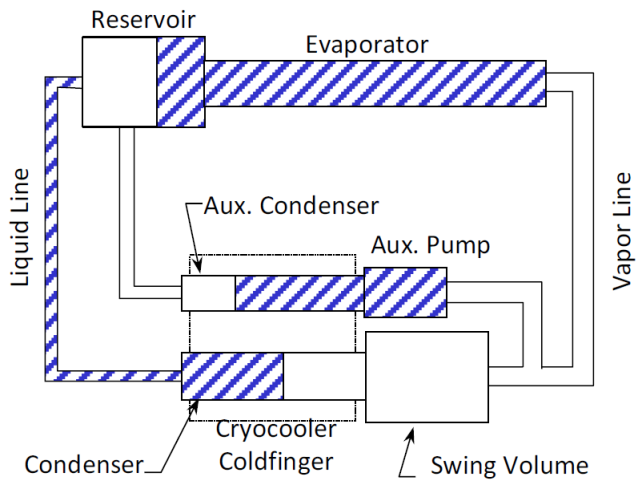 Reservoir
Evaporator
Liquid Line
Aux. Condenser
Aux. Pump
Vapor Line
Cryocooler
Coldfinger
Condenser
Swing Volume